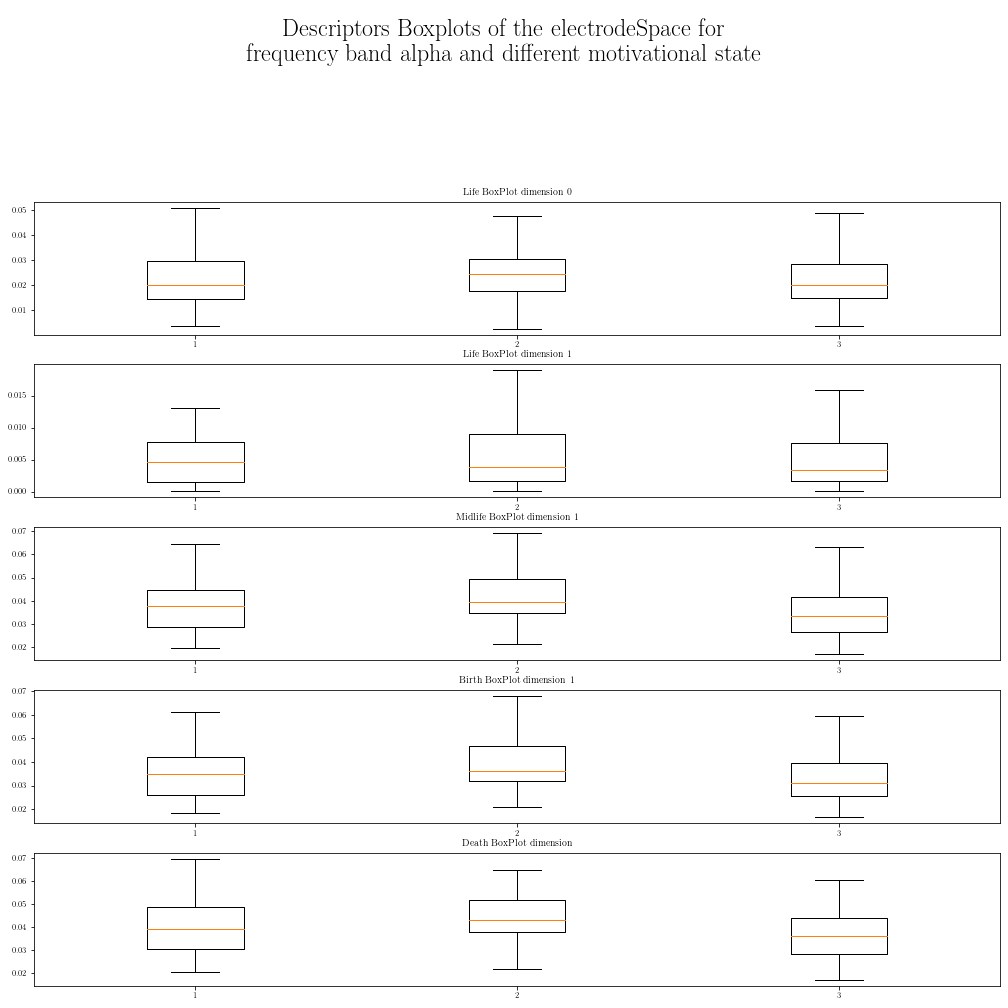 Descriptors Boxplots of the electrodeSpace for
frequency band alpha and different motivational state
Life BoxPlot dimension 0
0.05
0.04
0.03
0.02
0.01
1 2 3
Life BoxPlot dimension 1
0.015
0.010
0.005
0.000
1 2 3
Midlife BoxPlot dimension 1
0.07
0.06
0.05
0.04
0.03
0.02
1 2 3
Birth BoxPlot dimension 1
0.07
0.06
0.05
0.04
0.03
0.02
1 2 3
Death BoxPlot dimension
0.07
0.06
0.05
0.04
0.03
0.02
1 2 3